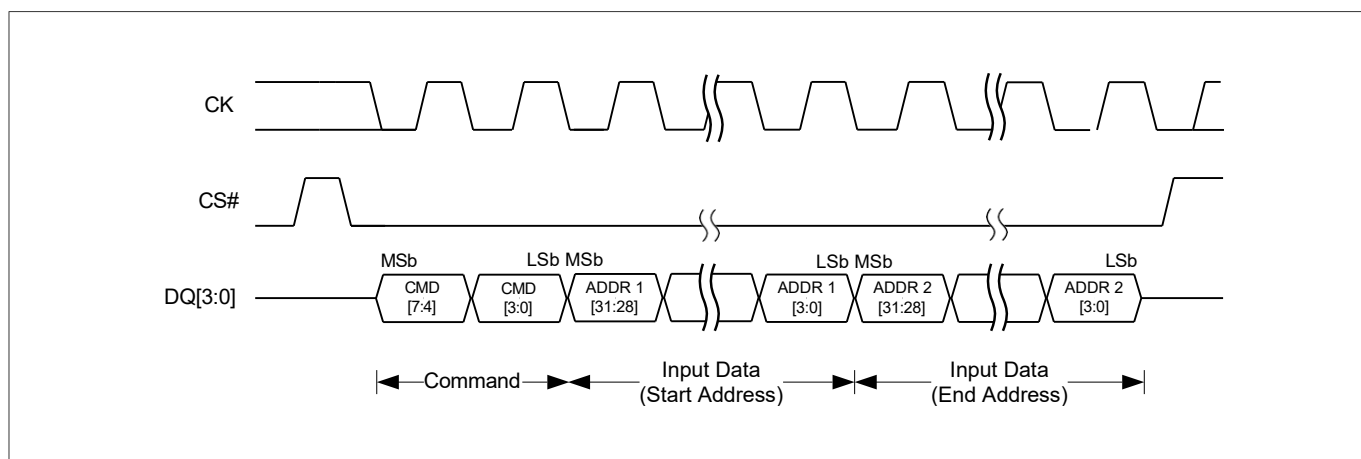 CK
CS#
MSb LSb MSb LSb MSb LSb
DQ[3:0]
CMD
[7:4]
CMD
[3:0]
ADDR 1
[31:28]
ADDR 1
[3:0]
ADDR 2
[31:28]
ADDR 2
[3:0]
Command
Input Data
(Start Address)
Input Data
(End Address)